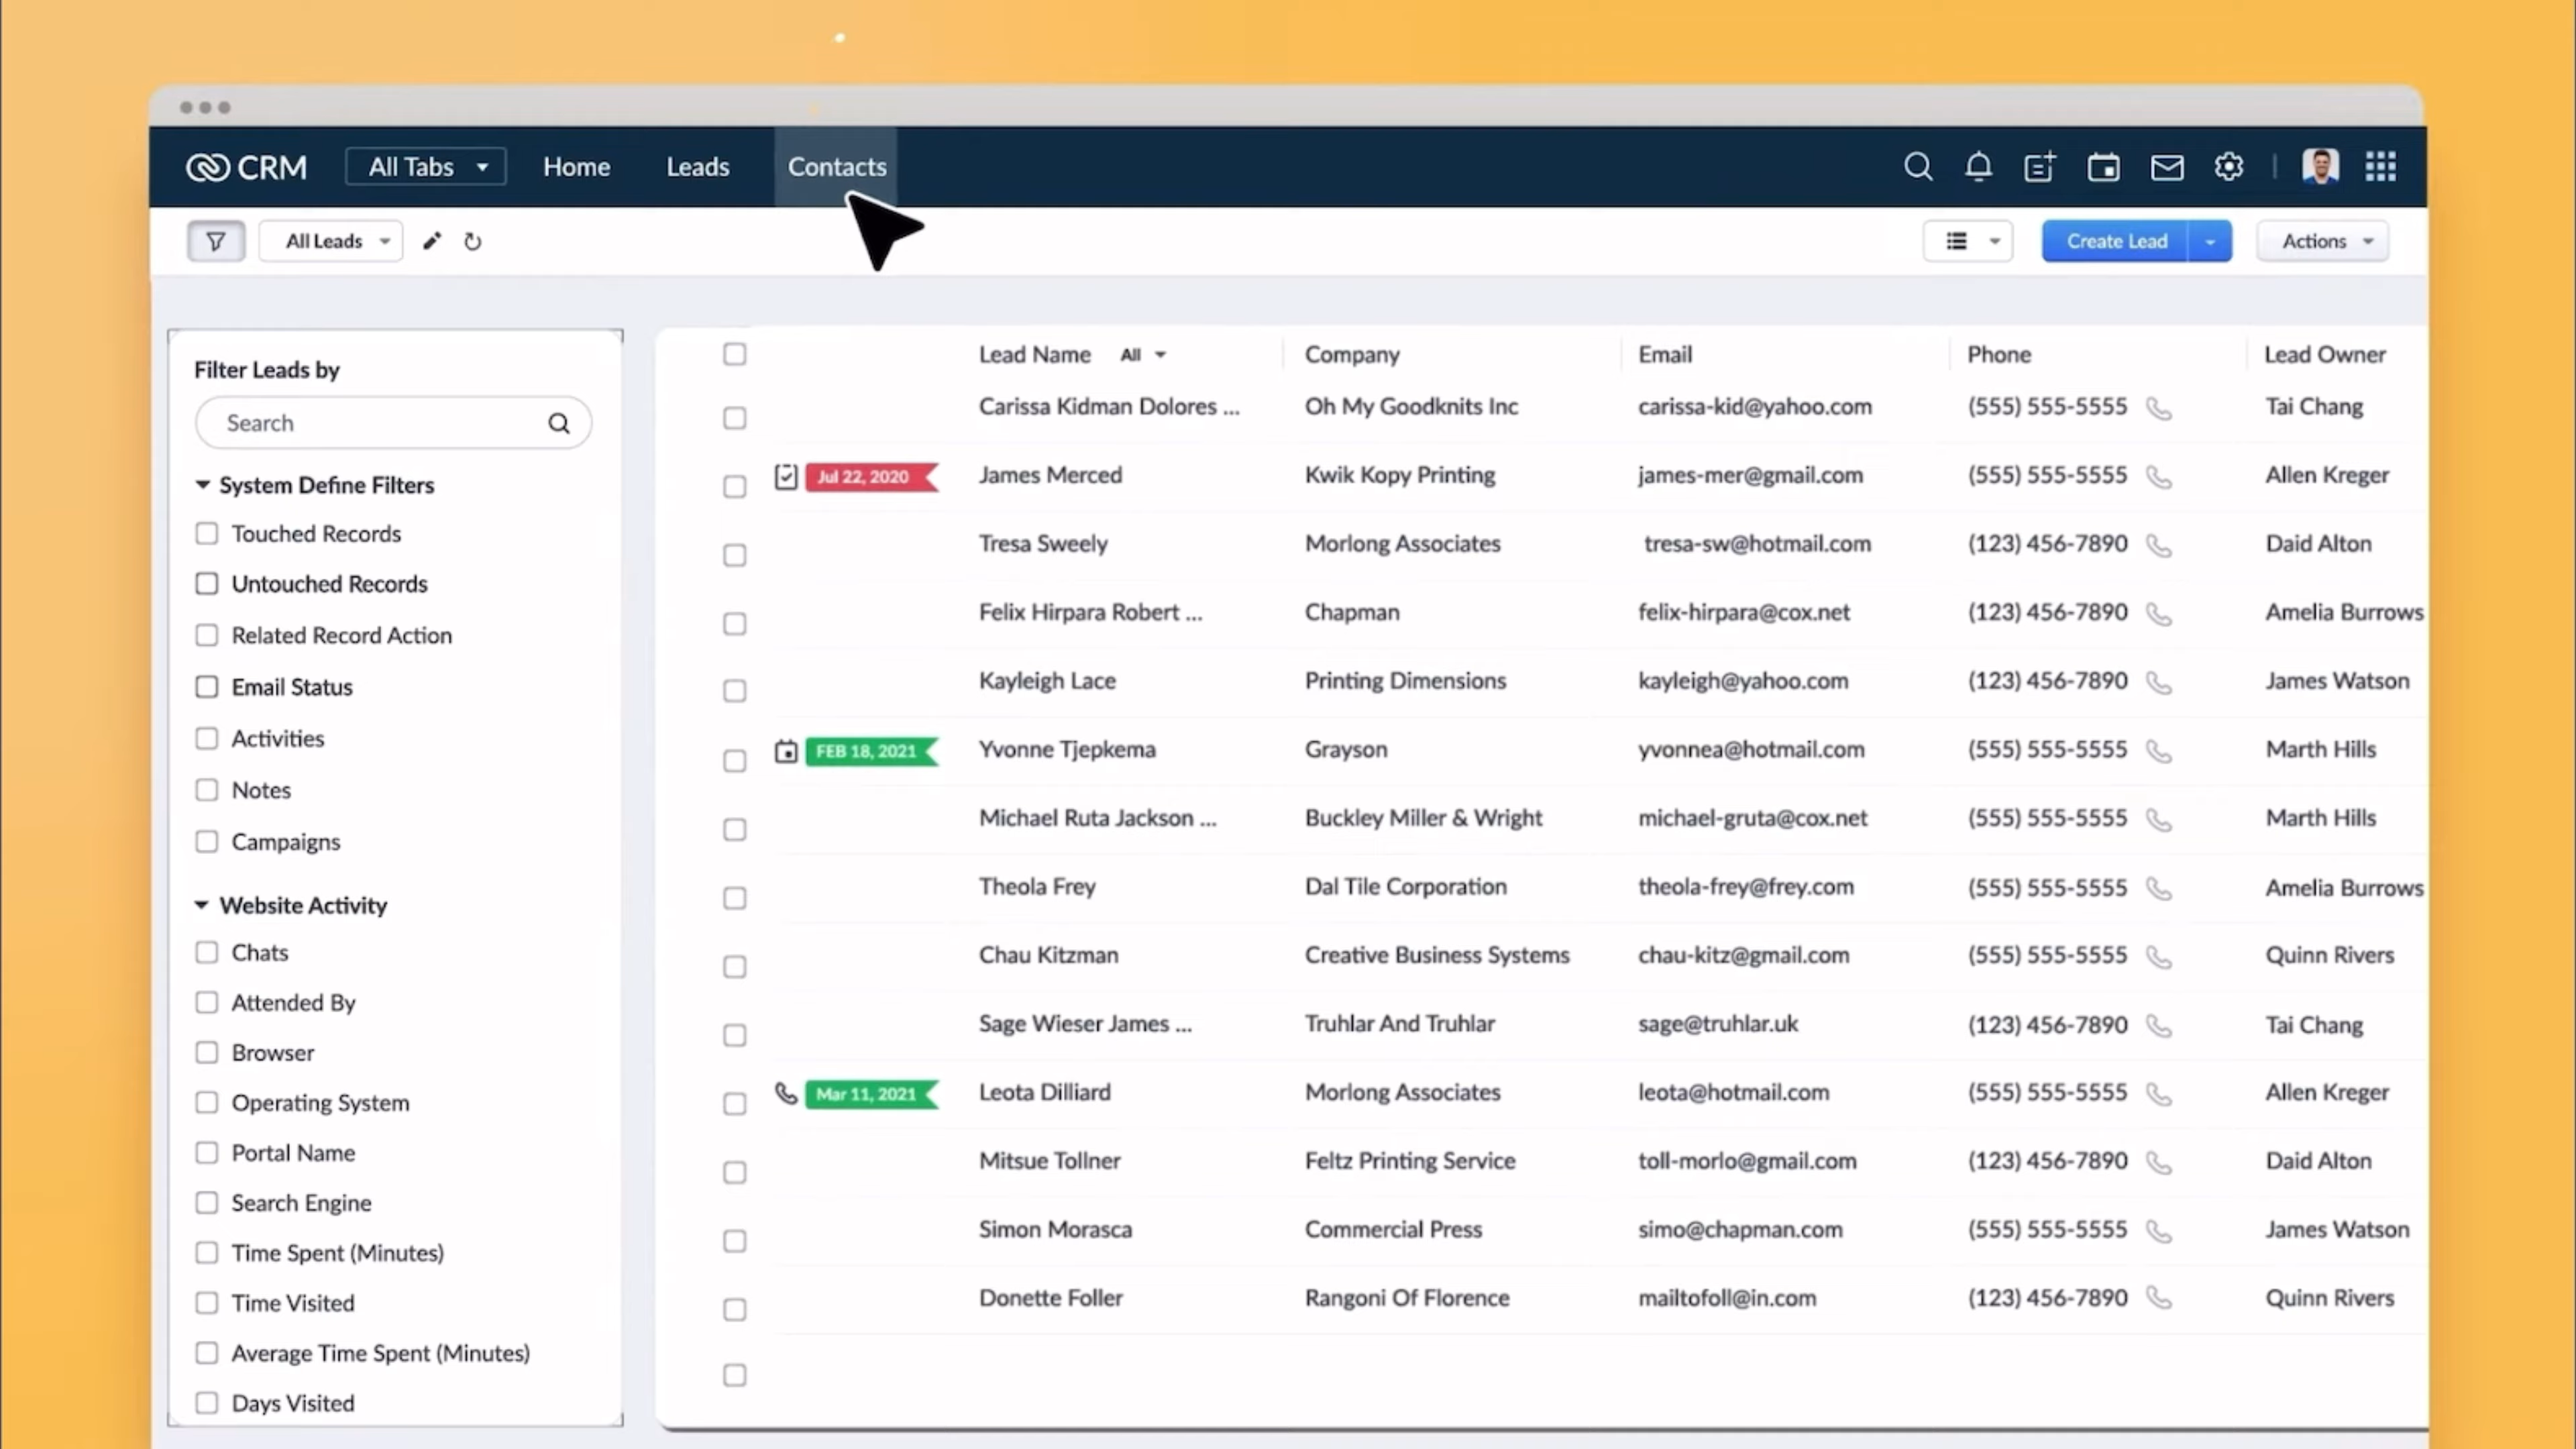 CRM All Tabs Home Leads Contacts
All Leads Create Lead Actions
Filter Leads by
Search
System Define Filters
Touched Records
Untouched Records
Related Record Action
Email Status
Activities
Notes
Campaigns
Website Activity
Chats
Attended By
Browser
Operating System
Portal Name
Search Engine
Time Spent (Minutes)
Time Visited
Average Time Spent (Minutes)
Days Visited
Lead Name All Company Email Phone Lead Owner
Carissa Kidman Dolores ... Oh My Goodknits Inc carissa-kid@yahoo.com (555) 555-5555 Tai Chang
Jul 22, 2020 James Merced Kwik Kopy Printing james-mer@gmail.com (555) 555-5555 Allen Kreger
Tresa Sweely Morlong Associates tresa-sw@hotmail.com (123) 456-7890 Daid Alton
Felix Hirpara Robert ... Chapman felix-hirpara@cox.net (123) 456-7890 Amelia Burrows
Kayleigh Lace Printing Dimensions kayleigh@yahoo.com (123) 456-7890 James Watson
FEB 18, 2021 Yvonne Tjepkema Grayson yvonnea@hotmail.com (555) 555-5555 Marth Hills
Michael Ruta Jackson ... Buckley Miller & Wright michael-gruta@cox.net (555) 555-5555 Marth Hills
Theola Frey Dal Tile Corporation theola-frey@frey.com (555) 555-5555 Amelia Burrows
Chau Kitzman Creative Business Systems chau-kitz@gmail.com (555) 555-5555 Quinn Rivers
Sage Wieser James ... Truhlar And Truhlar sage@truhlar.uk (123) 456-7890 Tai Chang
Mar 11, 2021 Leota Dilliard Morlong Associates leota@hotmail.com (555) 555-5555 Allen Kreger
Mitsue Tollner Feltz Printing Service toll-morlo@gmail.com (123) 456-7890 Daid Alton
Simon Morasca Commercial Press simo@chapman.com (555) 555-5555 James Watson
Donette Foller Rangoni Of Florence mailtofoll@in.com (123) 456-7890 Quinn Rivers